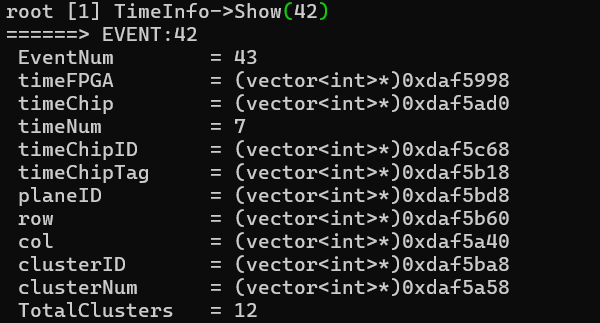 root [1] TimeInfo->Show(42)
======> EVENT:42
 EventNum        = 43
 timeFPGA        = (vector<int>*)0xdaf5998
 timeChip        = (vector<int>*)0xdaf5ad0
 timeNum         = 7
 timeChipID      = (vector<int>*)0xdaf5c68
 timeChipTag     = (vector<int>*)0xdaf5b18
 planeID         = (vector<int>*)0xdaf5bd8
 row             = (vector<int>*)0xdaf5b60
 col             = (vector<int>*)0xdaf5a40
 clusterID       = (vector<int>*)0xdaf5ba8
 clusterNum      = (vector<int>*)0xdaf5a58
 TotalClusters   = 12